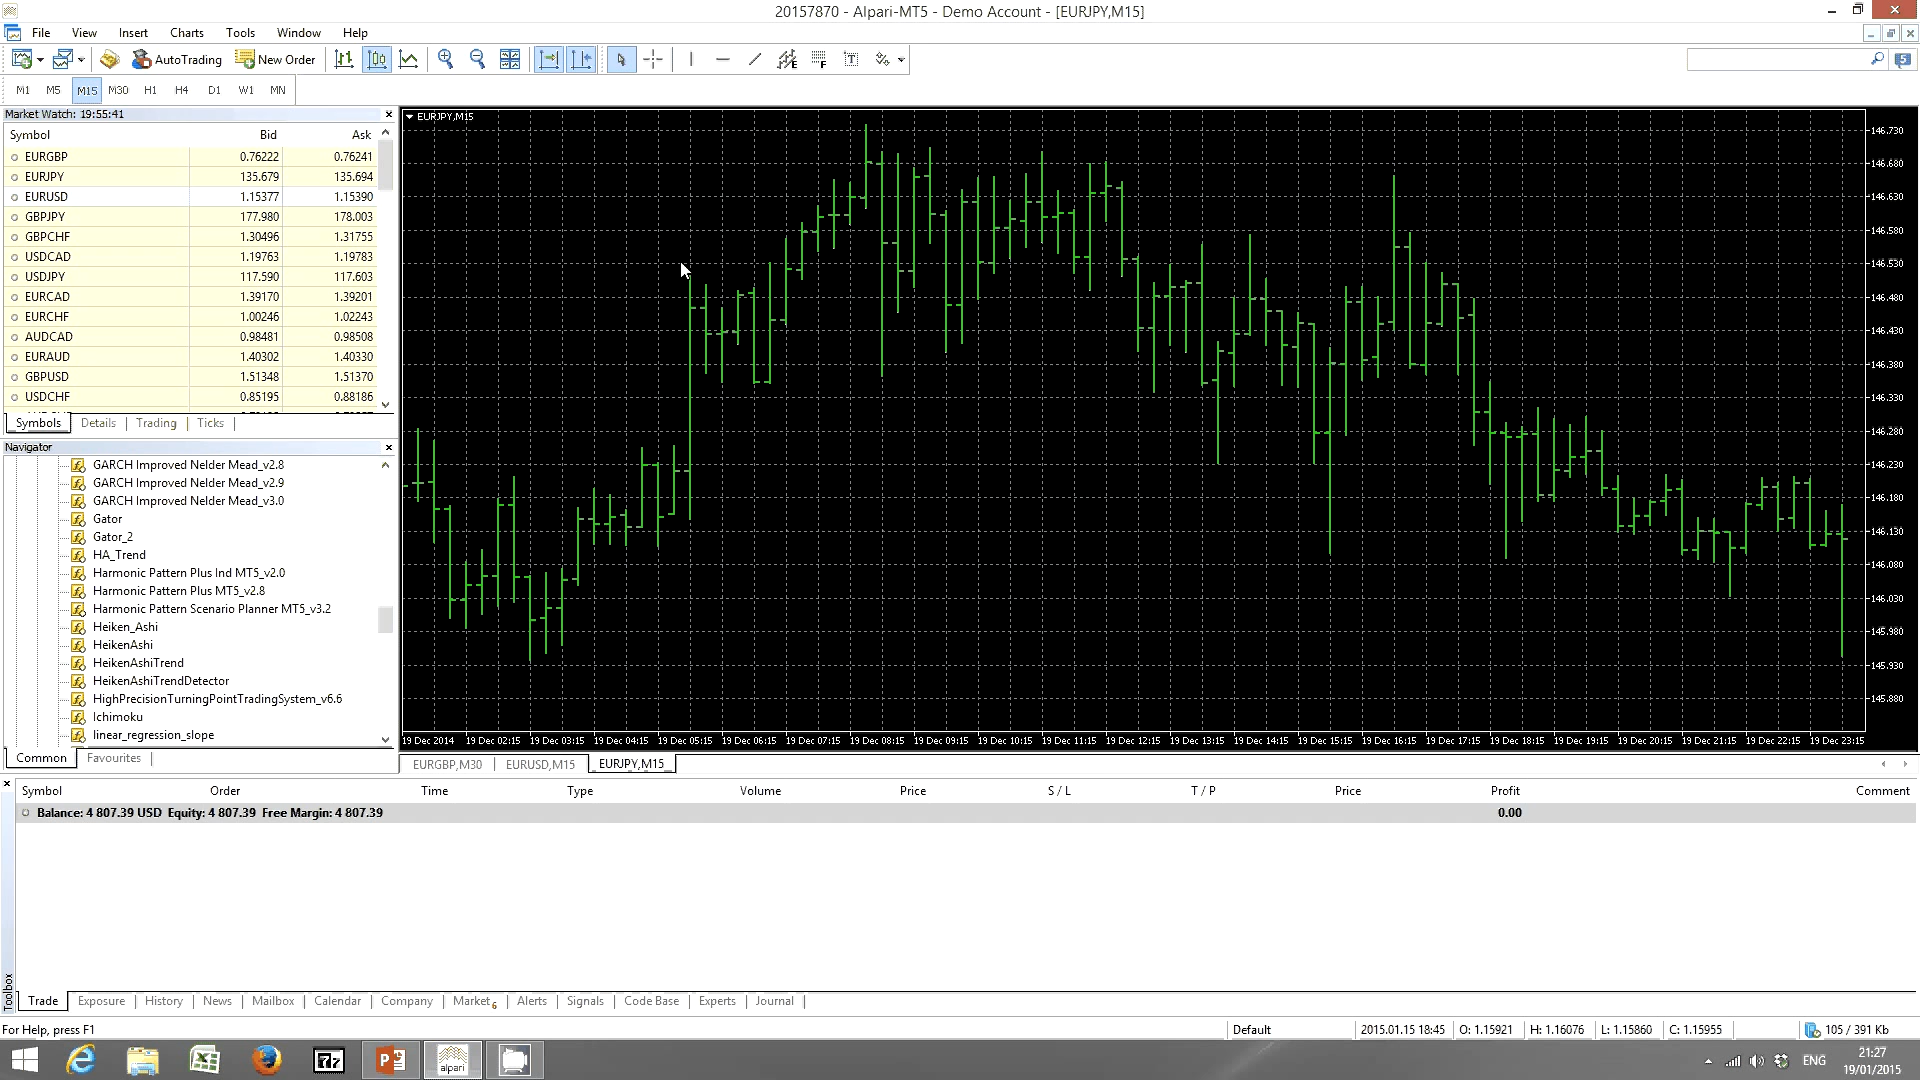 20157870 - Alpari-MT5 - Demo Account - [EURJPY,M15]
File View Insert Charts Tools Window Help
AutoTrading New Order
M1 M5 M15 M30 H1 H4 D1 W1 MN
Market Watch: 19:55:41
Symbol Bid Ask
EURGBP 0.76222 0.76241
EURJPY 135.679 135.694
EURUSD 1.15377 1.15390
GBPJPY 177.980 178.003
GBPCHF 1.30496 1.31755
USDCAD 1.19763 1.19783
USDJPY 117.590 117.603
EURCAD 1.39170 1.39201
EURCHF 1.00246 1.02243
AUDCAD 0.98481 0.98508
EURAUD 1.40302 1.40330
GBPUSD 1.51348 1.51370
USDCHF 0.85195 0.88186
Symbols Details Trading Ticks
Navigator
GARCH Improved Nelder Mead_v2.8
GARCH Improved Nelder Mead_v2.9
GARCH Improved Nelder Mead_v3.0
Gator
Gator_2
HA_Trend
Harmonic Pattern Plus Ind MT5_v2.0
Harmonic Pattern Plus MT5_v2.8
Harmonic Pattern Scenario Planner MT5_v3.2
Heiken_Ashi
HeikenAshi
HeikenAshiTrend
HeikenAshiTrendDetector
HighPrecisionTurningPointTradingSystem_v6.6
Ichimoku
linear_regression_slope
Common Favourites
EURJPY,M15
146.730
146.680
146.630
146.580
146.530
146.480
146.430
146.380
146.330
146.280
146.230
146.180
146.130
146.080
146.030
145.980
145.930
145.880
19 Dec 2014 19 Dec 02:15 19 Dec 03:15 19 Dec 04:15 19 Dec 05:15 19 Dec 06:15 19 Dec 07:15 19 Dec 08:15 19 Dec 09:15 19 Dec 10:15 19 Dec 11:15 19 Dec 12:15 19 Dec 13:15 19 Dec 14:15 19 Dec 15:15 19 Dec 16:15 19 Dec 17:15 19 Dec 18:15 19 Dec 19:15 19 Dec 20:15 19 Dec 21:15 19 Dec 22:15 19 Dec 23:15
EURGBP,M30 EURUSD,M15 EURJPY,M15
Symbol Order Time Type Volume Price S / L T / P Price Profit Comment
Balance: 4 807.39 USD Equity: 4 807.39 Free Margin: 4 807.39 0.00
Toolbox
Trade Exposure History News Mailbox Calendar Company Market 6 Alerts Signals Code Base Experts Journal
For Help, press F1 Default 2015.01.15 18:45 O: 1.15921 H: 1.16076 L: 1.15860 C: 1.15955 105 / 391 Kb
alpari
ENG
21:27
19/01/2015